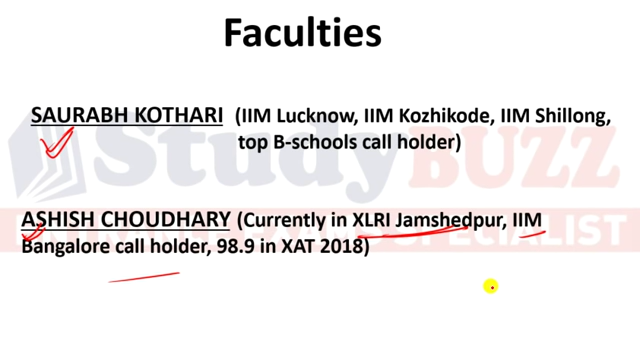 Faculties
SAURABH KOTHARI (IIM Lucknow, IIM Kozhikode, IIM Shillong,
top B-schools call holder)
StudyBUZZ
ASHISH CHOUDHARY (Currently in XLRI Jamshedpur, IIM
Bangalore call holder, 98.9 in XAT 2018)